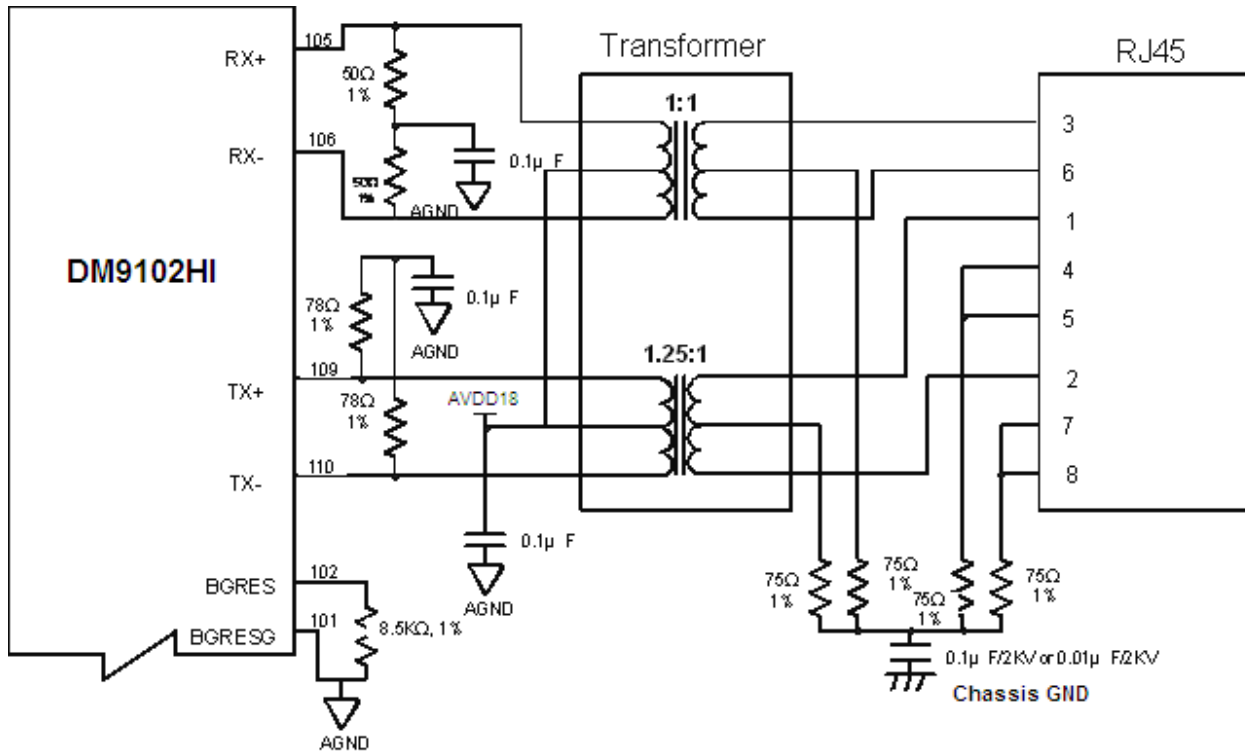 Transformer
RJ45
105
RX+
50Ω
1%
1:1
3
106
RX-
0.1μ F
6
50Ω
1%
AGND
1
DM9102HI
4
0.1μ F
78Ω
1%
5
AGND
1.25:1
109
2
TX+
78Ω
1%
AVDD18
7
110
8
TX-
0.1μ F
102
BGRES
75Ω
1%
75Ω
1%
75Ω
1%
75Ω
1%
AGND
101
BGRESG
8.5KΩ, 1%
0.1μ F/2KV or 0.01μ F/2KV
Chassis GND
AGND